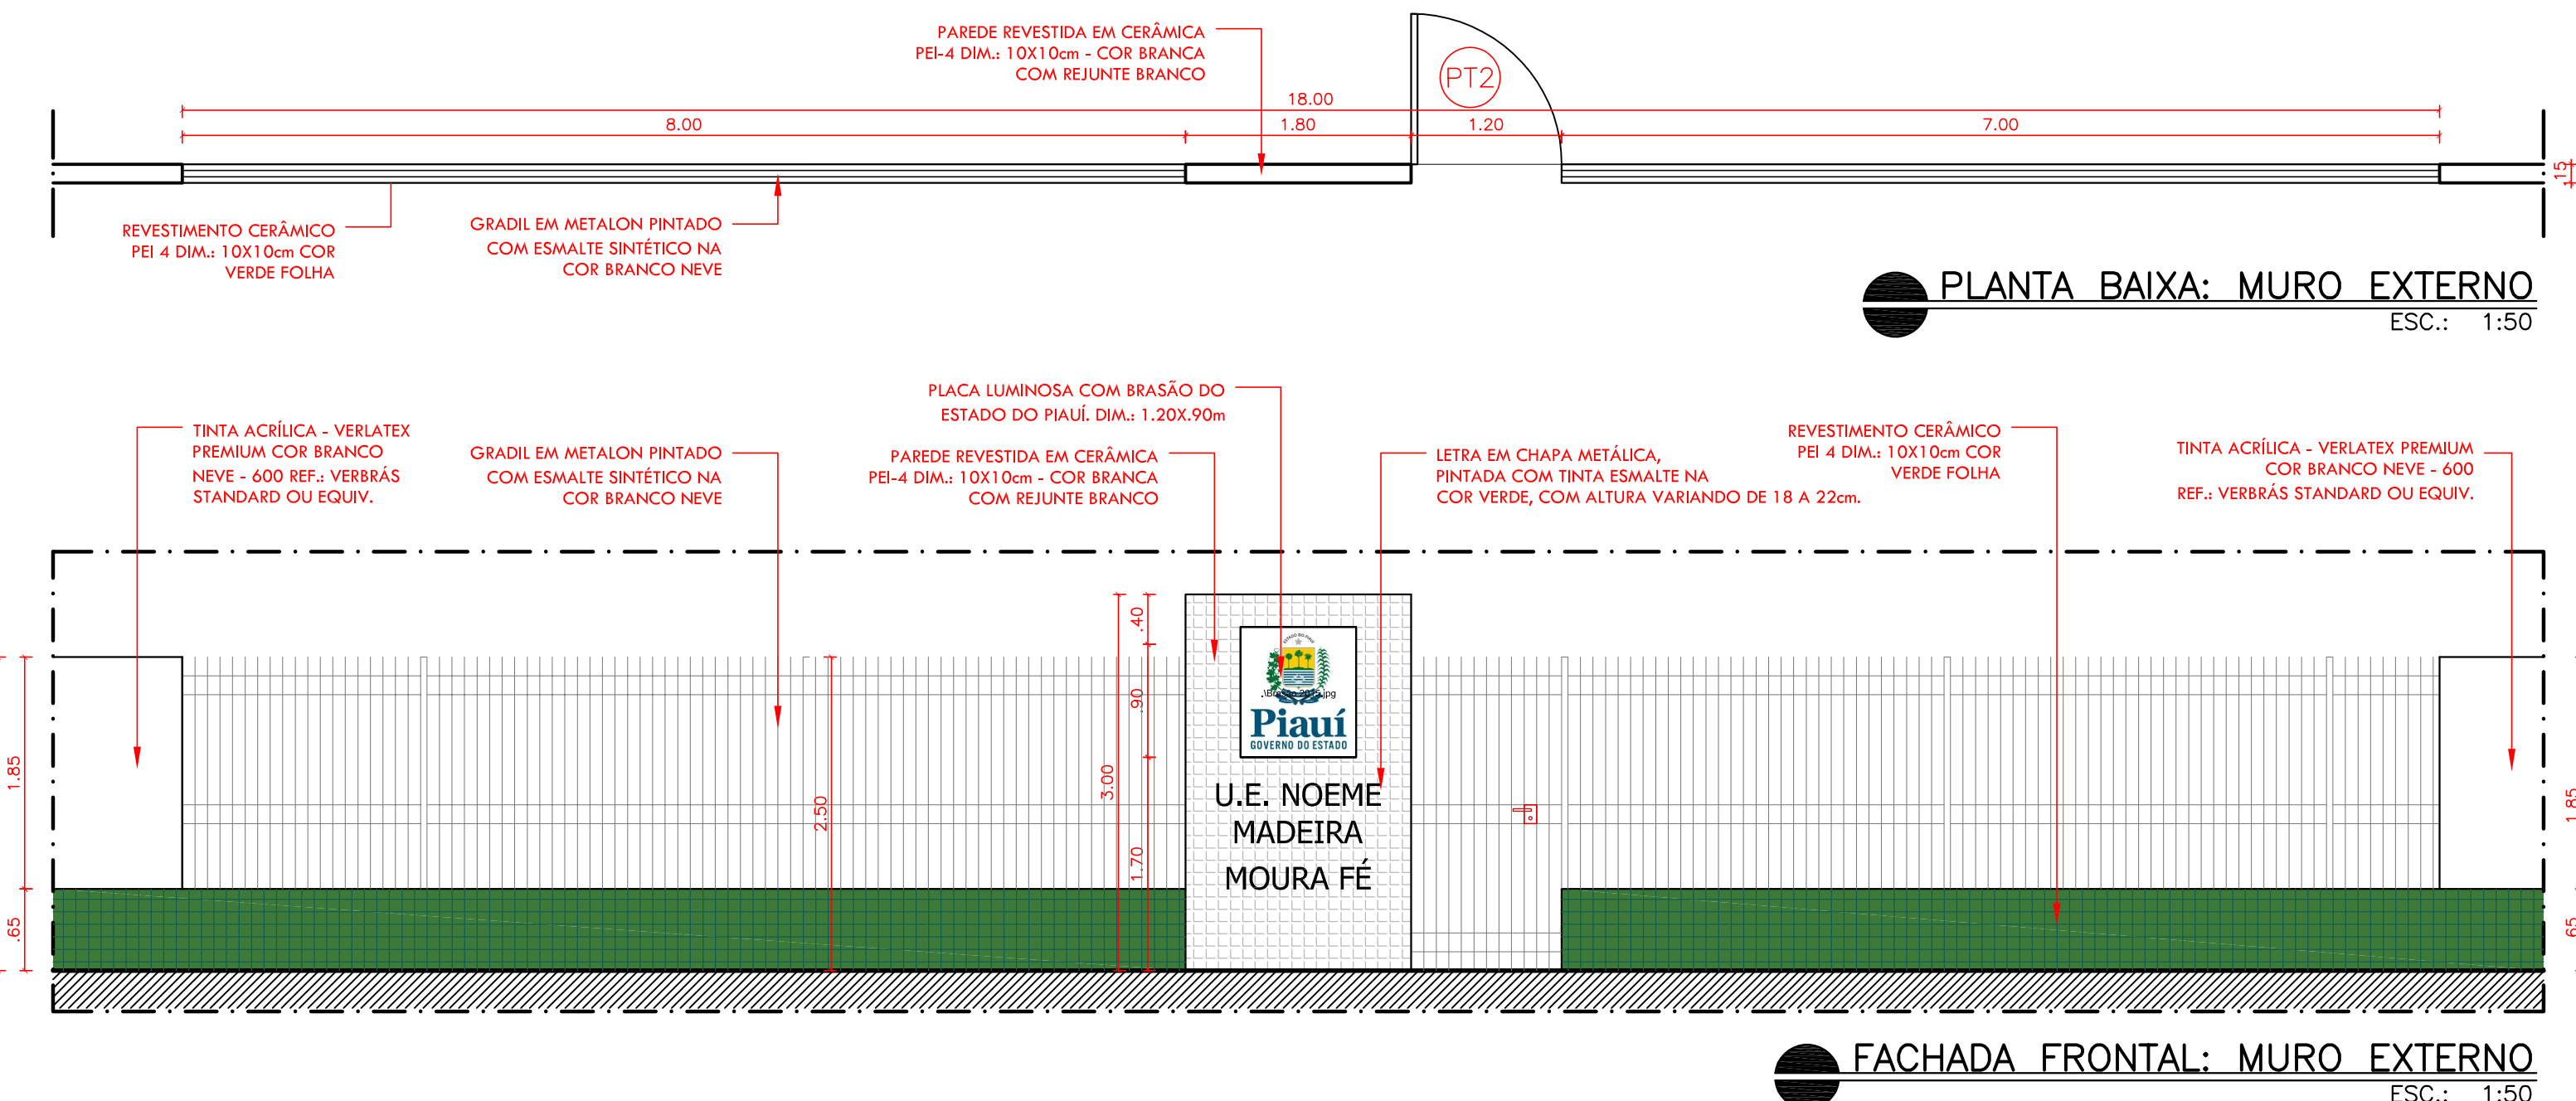 PAREDE REVESTIDA EM CERÂMICA
PEI-4 DIM.: 10X10cm - COR BRANCA
COM REJUNTE BRANCO
PT2
18.00
8.00
1.80
1.20
7.00
.15
REVESTIMENTO CERÂMICO
PEI 4 DIM.: 10X10cm COR
VERDE FOLHA
GRADIL EM METALON PINTADO
COM ESMALTE SINTÉTICO NA
COR BRANCO NEVE
PLANTA BAIXA: MURO EXTERNO
ESC.: 1:50
PLACA LUMINOSA COM BRASÃO DO
ESTADO DO PIAUÍ. DIM.: 1.20X.90m
TINTA ACRÍLICA - VERLATEX
PREMIUM COR BRANCO
NEVE - 600 REF.: VERBRÁS
STANDARD OU EQUIV.
GRADIL EM METALON PINTADO
COM ESMALTE SINTÉTICO NA
COR BRANCO NEVE
PAREDE REVESTIDA EM CERÂMICA
PEI-4 DIM.: 10X10cm - COR BRANCA
COM REJUNTE BRANCO
LETRA EM CHAPA METÁLICA,
PINTADA COM TINTA ESMALTE NA
COR VERDE, COM ALTURA VARIANDO DE 18 A 22cm.
REVESTIMENTO CERÂMICO
PEI 4 DIM.: 10X10cm COR
VERDE FOLHA
TINTA ACRÍLICA - VERLATEX PREMIUM
COR BRANCO NEVE - 600
REF.: VERBRÁS STANDARD OU EQUIV.
1.85
.65
2.50
3.00
.40
.90
1.70
ESTADO DO PIAUÍ
Piauí
GOVERNO DO ESTADO
U.E. NOEME
MADEIRA
MOURA FÉ
1.85
.65
FACHADA FRONTAL: MURO EXTERNO
ESC.: 1:50